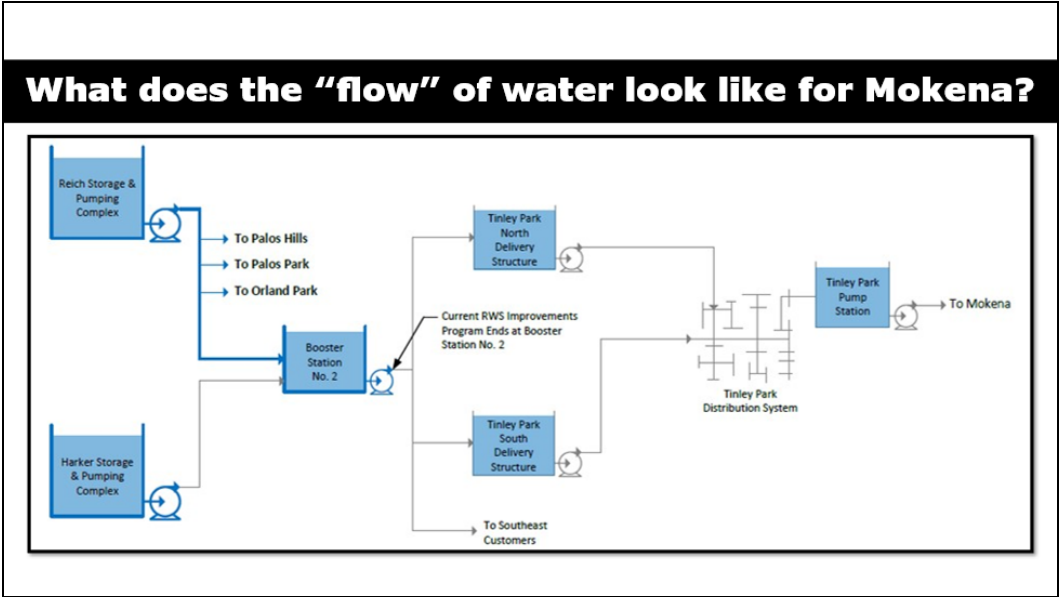 What does the “flow” of water look like for Mokena?
Reich Storage &
Pumping
Complex
To Palos Hills
To Palos Park
To Orland Park
Booster
Station
No. 2
Harker Storage
& Pumping
Complex
Current RWS Improvements
Program Ends at Booster
Station No. 2
Tinley Park
North
Delivery
Structure
Tinley Park
South
Delivery
Structure
To Southeast
Customers
Tinley Park
Distribution System
Tinley Park
Pump
Station
To Mokena